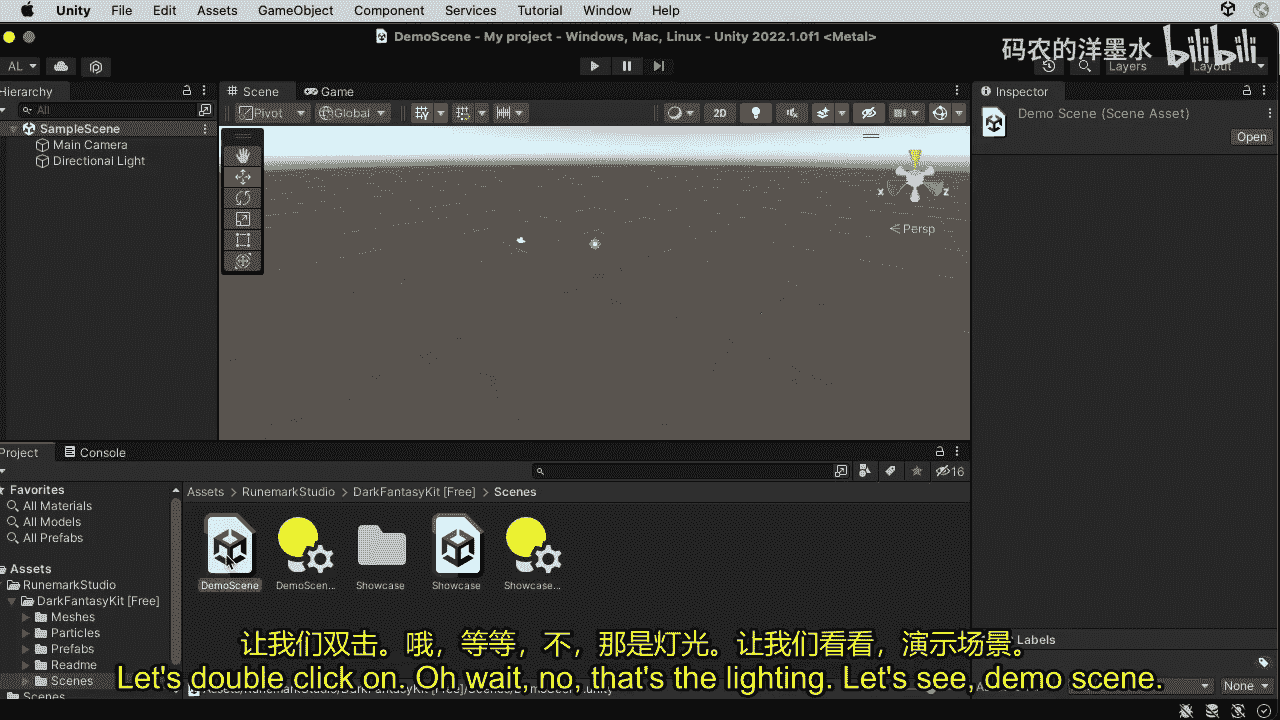 Unity File Edit Assets GameObject Component Services Tutorial Window Help
DemoScene - My project - Windows, Mac, Linux - Unity 2022.1.0f1 <Metal>
码农的洋墨水 bilibili
AL Layers Layout
Hierarchy Scene Game Inspector
All Pivot Global 2D Demo Scene (Scene Asset)
SampleScene Open
Main Camera
Directional Light
x z
Persp
Project Console
16
Favorites Assets > RunemarkStudio > DarkFantasyKit [Free] > Scenes
All Materials
All Models
All Prefabs
Assets
RunemarkStudio DemoScene DemoScen... Showcase Showcase Showcase...
DarkFantasyKit [Free]
Meshes
Particles
Prefabs Labels
Readme
Scenes
让我们双击。哦，等等，不，那是灯光。让我们看看，演示场景。
Let's double click on. Oh wait, no, that's the lighting. Let's see, demo scene.
None